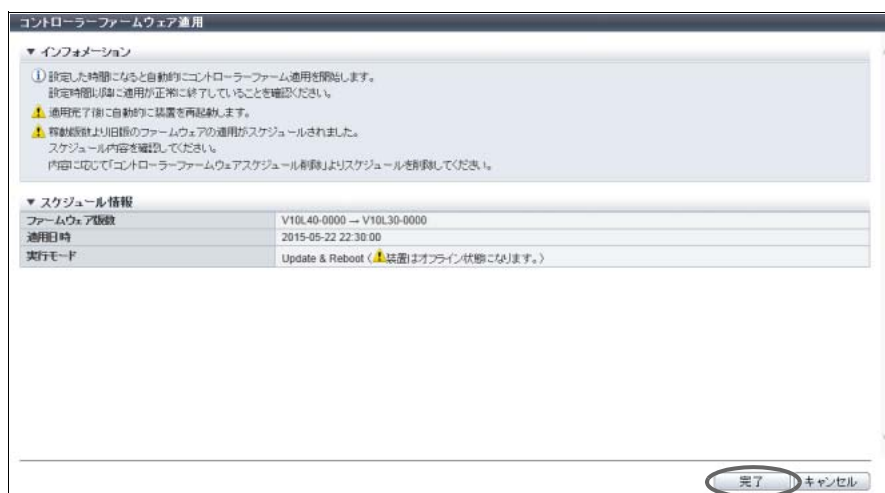 コントローラーファームウェア適用
▼ インフォメーション
設定した時間になると自動的にコントローラーファーム適用を開始します。
設定時間以降に適用が正常に終了していることを確認ください。
適用完了後に自動的に装置を再起動します。
稼動版数より旧版のファームウェアの適用がスケジュールされました。
スケジュール内容を確認してください。
内容に応じて「コントローラーファームウェアスケジュール削除」よりスケジュールを削除してください。
▼ スケジュール情報
ファームウェア版数 V10L40-0000 → V10L30-0000
適用日時 2015-05-22 22:30:00
実行モード Update & Reboot (装置はオフライン状態になります。)
完了 キャンセル